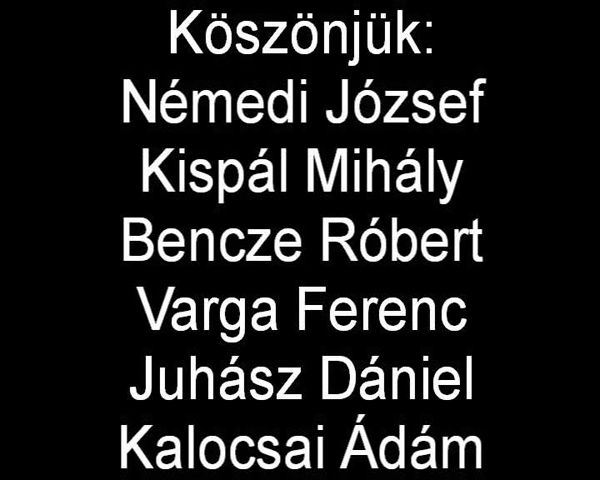 Köszönjük:
Némedi József
Kispál Mihály
Bencze Róbert
Varga Ferenc
Juhász Dániel
Kalocsai Ádám